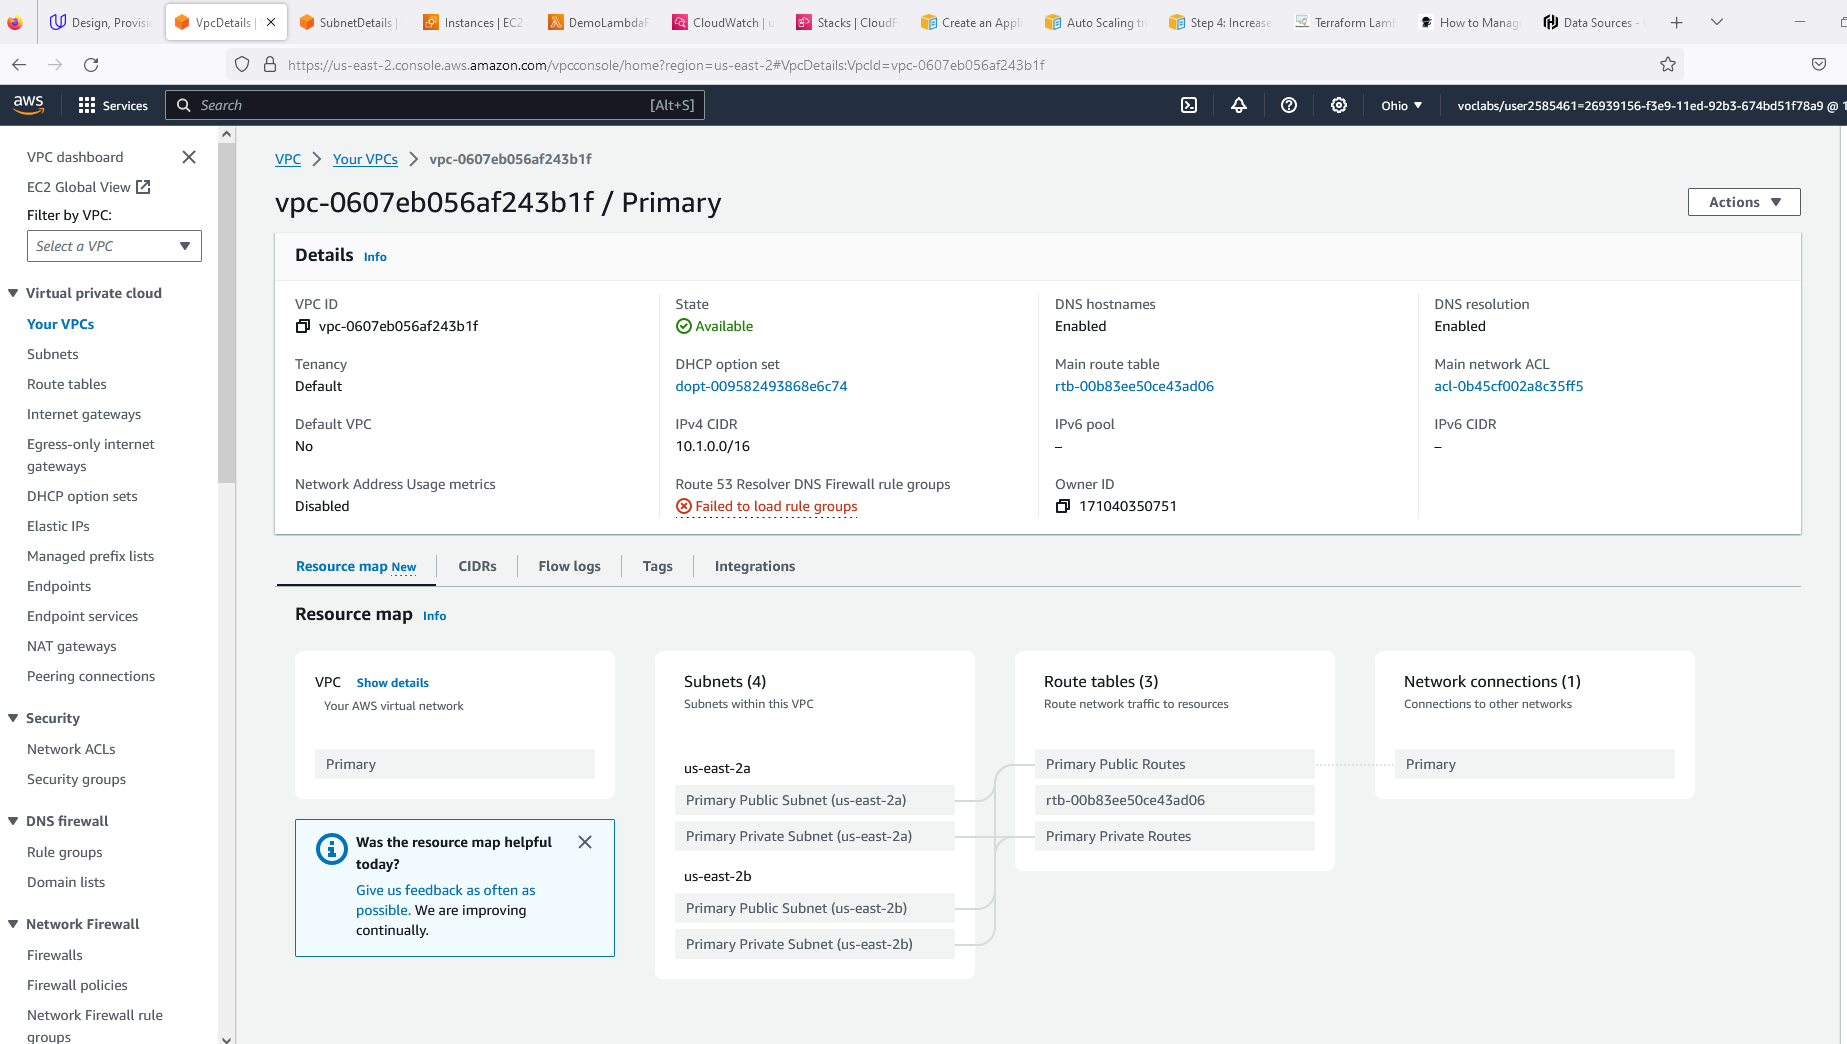 Design, Provisi
VpcDetails |
SubnetDetails |
Instances | EC2
DemoLambdaF
CloudWatch | u
Stacks | CloudF
Create an Appli
Auto Scaling tr
Step 4: Increase
Terraform Lam
How to Manag
Data Sources -
https://us-east-2.console.aws.amazon.com/vpcconsole/home?region=us-east-2#VpcDetails:VpcId=vpc-0607eb056af243b1f
aws
Services
Search
[Alt+S]
Ohio
voclabs/user2585461=26939156-f3e9-11ed-92b3-674bd51f78a9 @ 1
VPC dashboard
EC2 Global View
Filter by VPC:
Select a VPC
Virtual private cloud
Your VPCs
Subnets
Route tables
Internet gateways
Egress-only internet
gateways
DHCP option sets
Elastic IPs
Managed prefix lists
Endpoints
Endpoint services
NAT gateways
Peering connections
Security
Network ACLs
Security groups
DNS firewall
Rule groups
Domain lists
Network Firewall
Firewalls
Firewall policies
Network Firewall rule
groups
VPC
Your VPCs
vpc-0607eb056af243b1f
vpc-0607eb056af243b1f / Primary
Actions
Details Info
VPC ID
vpc-0607eb056af243b1f
State
Available
DNS hostnames
Enabled
DNS resolution
Enabled
Tenancy
Default
DHCP option set
dopt-009582493868e6c74
Main route table
rtb-00b83ee50ce43ad06
Main network ACL
acl-0b45cf002a8c35ff5
Default VPC
No
IPv4 CIDR
10.1.0.0/16
IPv6 pool
–
IPv6 CIDR
–
Network Address Usage metrics
Disabled
Route 53 Resolver DNS Firewall rule groups
Failed to load rule groups
Owner ID
171040350751
Resource map New
CIDRs
Flow logs
Tags
Integrations
Resource map Info
VPC Show details
Your AWS virtual network
Primary
Was the resource map helpful
today?
Give us feedback as often as
possible. We are improving
continually.
Subnets (4)
Subnets within this VPC
us-east-2a
Primary Public Subnet (us-east-2a)
Primary Private Subnet (us-east-2a)
us-east-2b
Primary Public Subnet (us-east-2b)
Primary Private Subnet (us-east-2b)
Route tables (3)
Route network traffic to resources
Primary Public Routes
rtb-00b83ee50ce43ad06
Primary Private Routes
Network connections (1)
Connections to other networks
Primary